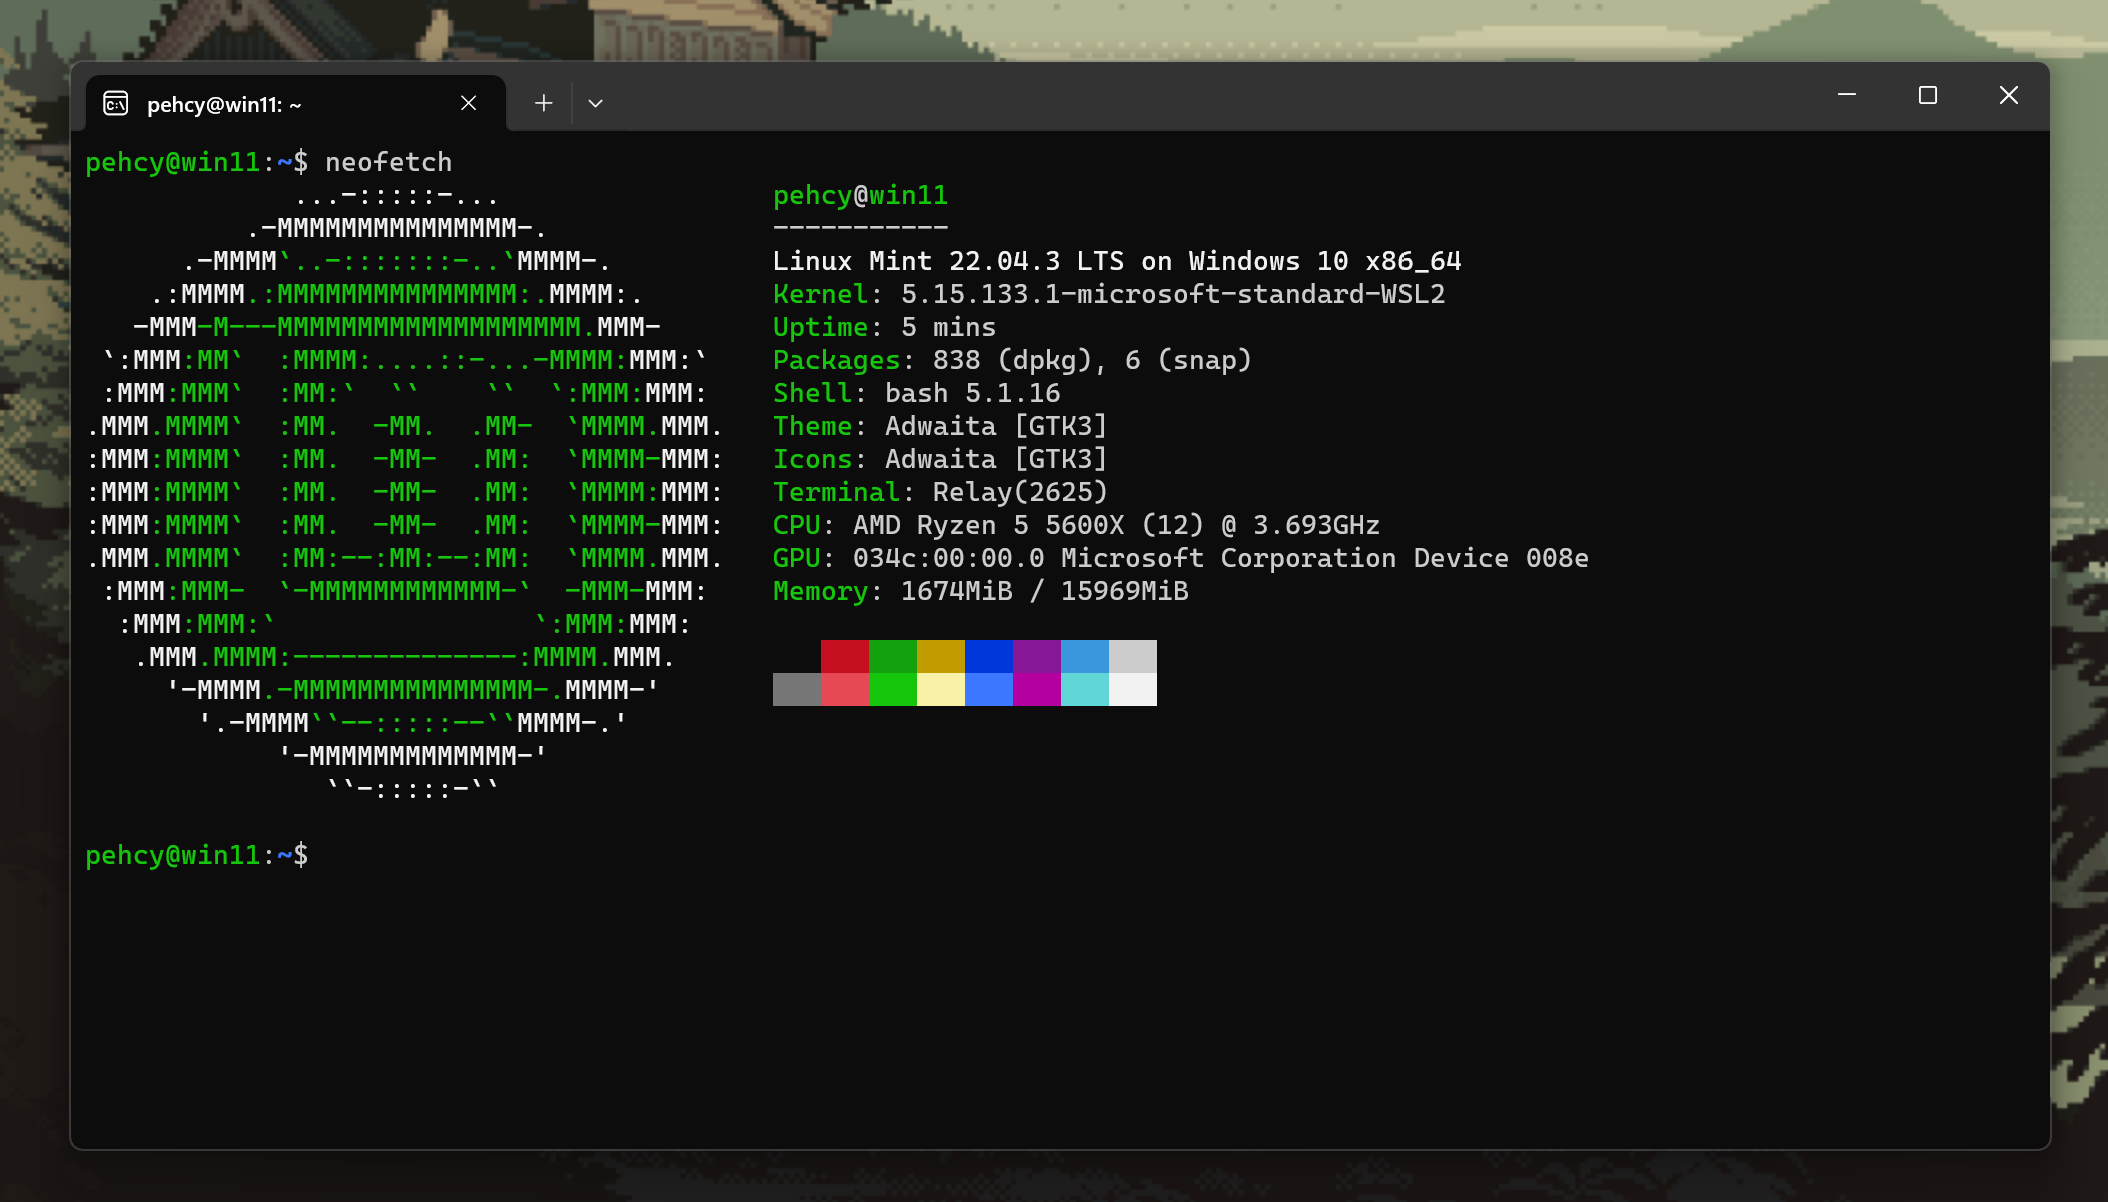 pehcy@win11: ~
pehcy@win11:~$ neofetch
             ...-:::::-...                 pehcy@win11
          .-MMMMMMMMMMMMMMM-.              -----------
      .-MMMM`..-:::::::-..`MMMM-.          Linux Mint 22.04.3 LTS on Windows 10 x86_64
    .:MMMM.:MMMMMMMMMMMMMMM:.MMMM:.        Kernel: 5.15.133.1-microsoft-standard-WSL2
   -MMM-M---MMMMMMMMMMMMMMMMMMM.MMM-       Uptime: 5 mins
 `:MMM:MM`  :MMMM:....::-...-MMMM:MMM:`    Packages: 838 (dpkg), 6 (snap)
 :MMM:MMM`  :MM:`  ``    ``  `:MMM:MMM:    Shell: bash 5.1.16
.MMM.MMMM`  :MM.  -MM.  .MM-  `MMMM.MMM.   Theme: Adwaita [GTK3]
:MMM:MMMM`  :MM.  -MM-  .MM:  `MMMM-MMM:   Icons: Adwaita [GTK3]
:MMM:MMMM`  :MM.  -MM-  .MM:  `MMMM:MMM:   Terminal: Relay(2625)
:MMM:MMMM`  :MM.  -MM-  .MM:  `MMMM-MMM:   CPU: AMD Ryzen 5 5600X (12) @ 3.693GHz
.MMM.MMMM`  :MM:--:MM:--:MM:  `MMMM.MMM.   GPU: 034c:00:00.0 Microsoft Corporation Device 008e
 :MMM:MMM-  `-MMMMMMMMMMMM-`  -MMM-MMM:    Memory: 1674MiB / 15969MiB
  :MMM:MMM:`                `:MMM:MMM:
   .MMM.MMMM:--------------:MMMM.MMM.
     '-MMMM.-MMMMMMMMMMMMMMM-.MMMM-'
       '.-MMMM``--:::::--``MMMM-.'
            '-MMMMMMMMMMMMM-'
               ``-:::::-``
pehcy@win11:~$